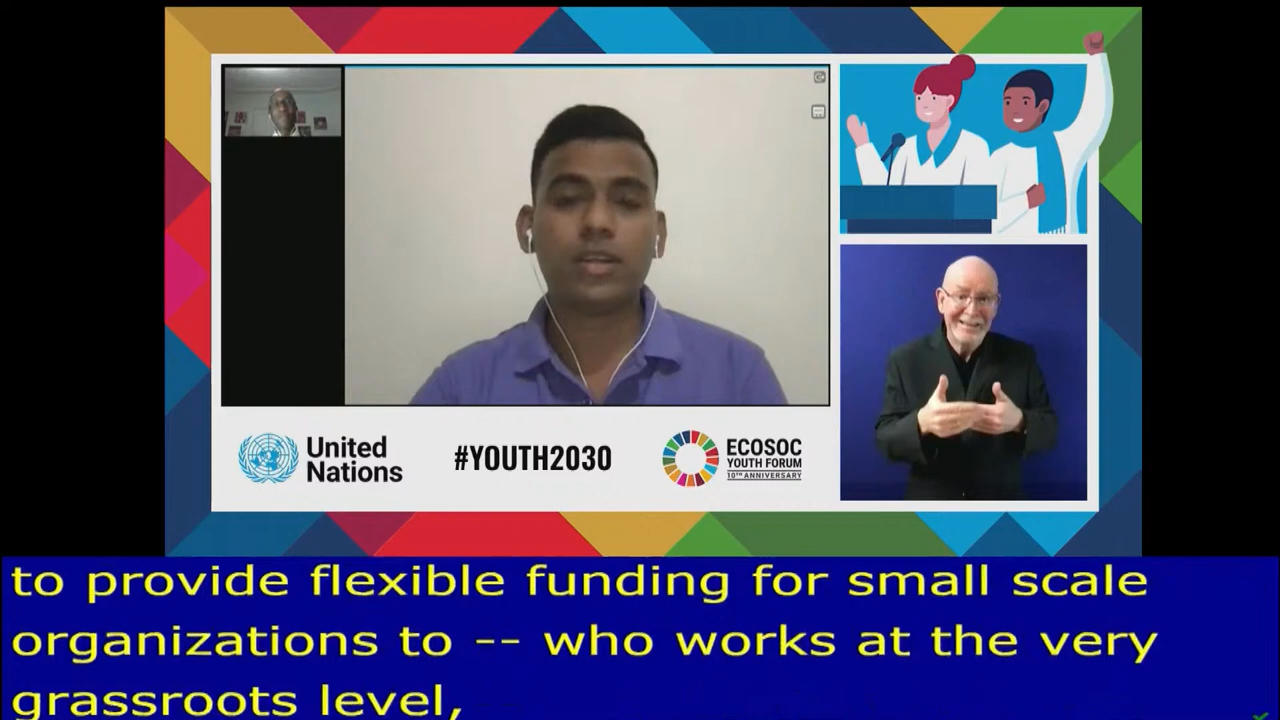 United
Nations
#YOUTH2030
ECOSOC
YOUTH FORUM
10TH ANNIVERSARY
to provide flexible funding for small scale
organizations to -- who works at the very
grassroots level,